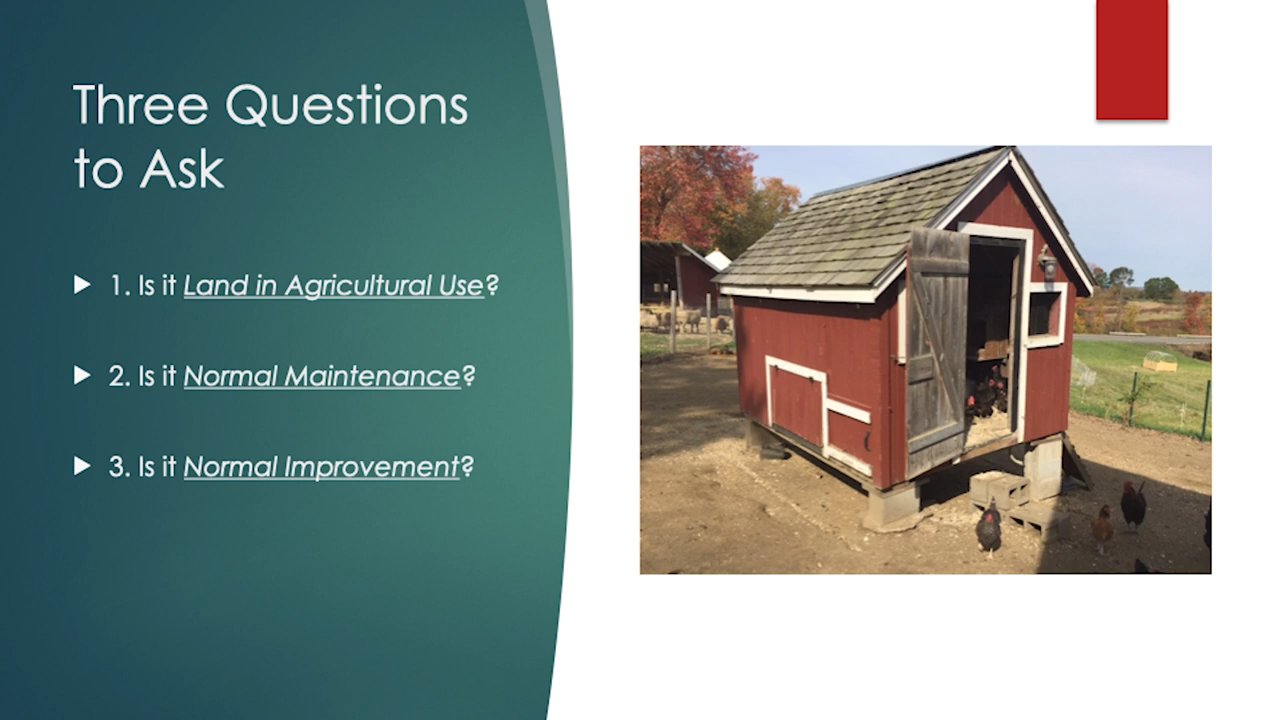 Three Questions
to Ask
1. Is it Land in Agricultural Use?
2. Is it Normal Maintenance?
3. Is it Normal Improvement?